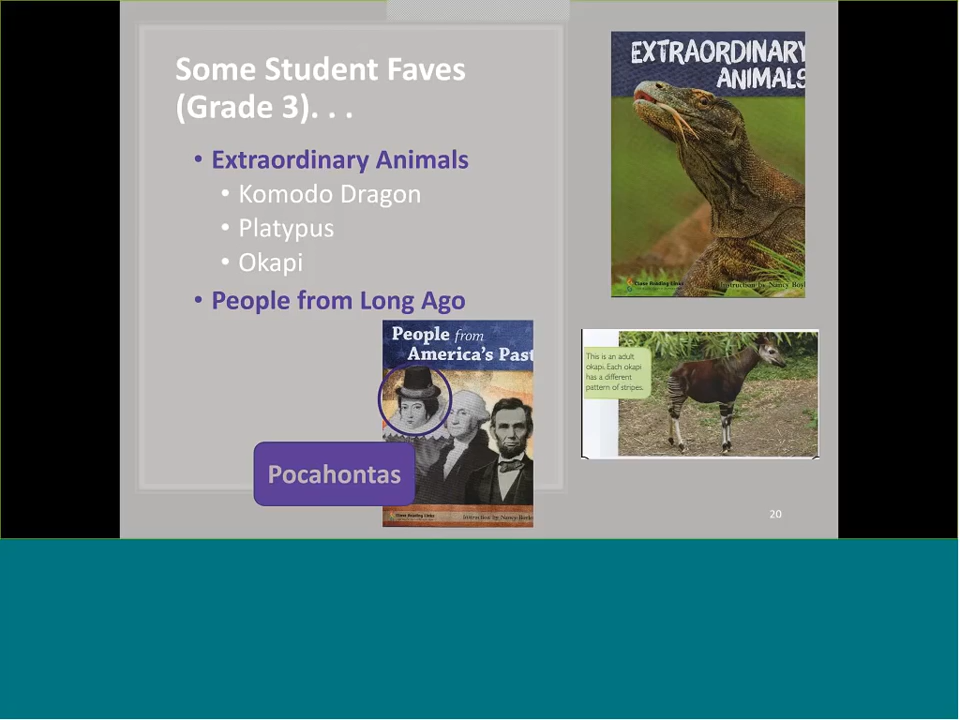 Some Student Faves
(Grade 3). . .
• Extraordinary Animals
• Komodo Dragon
• Platypus
• Okapi
• People from Long Ago
People from
America's Past
Pocahontas
EXTRAORDINARY
ANIMALS
Instruction by Nancy
This is an adult
okapi. Each okapi
has a different
pattern of stripes.
20